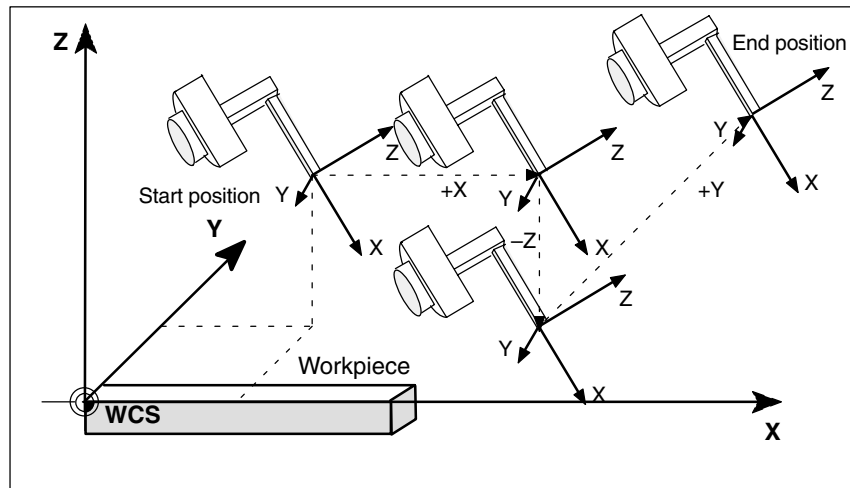 Z
End position
Z
Z
Z
Y
Y
Y
+X
+Y
X
Start position
Y
X
X
–Z
Z
Y
Workpiece
X
WCS
X